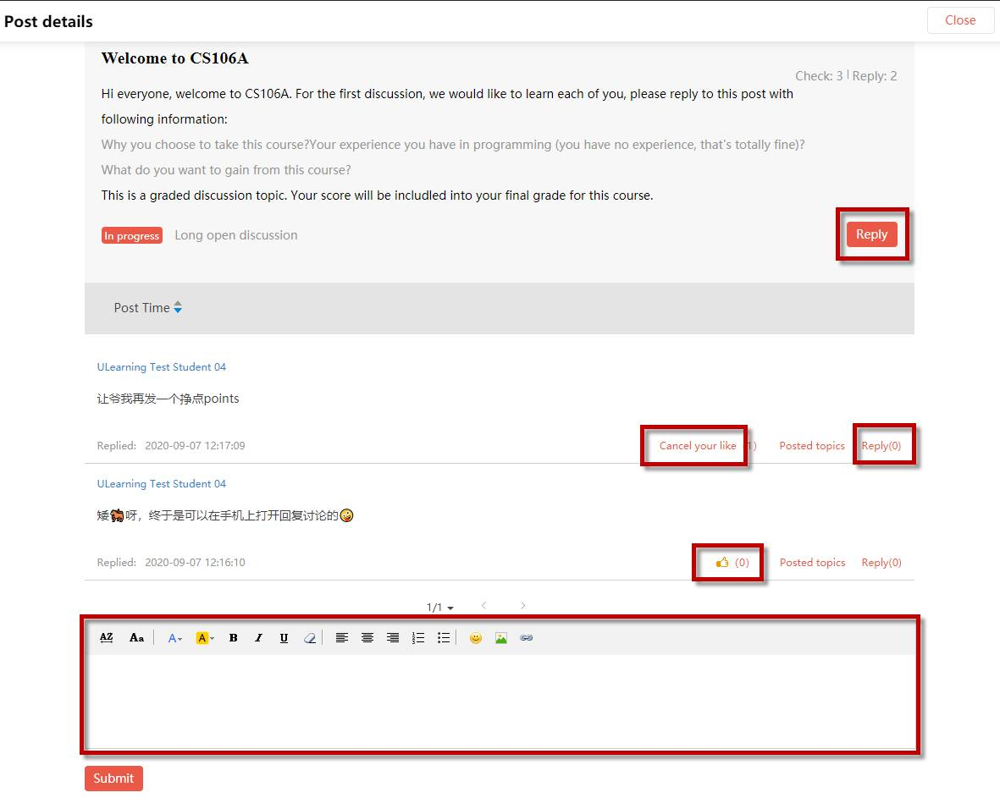 Post details
Close
Welcome to CS106A
Check: 3 | Reply: 2
Hi everyone, welcome to CS106A. For the first discussion, we would like to learn each of you, please reply to this post with
following information:
Why you choose to take this course?Your experience you have in programming (you have no experience, that's totally fine)?
What do you want to gain from this course?
This is a graded discussion topic. Your score will be includled into your final grade for this course.
In progress Long open discussion
Reply
Post Time
ULearning Test Student 04
让爷我再发一个挣点points
Replied: 2020-09-07 12:17:09 Cancel your like 1) Posted topics Reply(0)
ULearning Test Student 04
矮🐂呀，终于是可以在手机上打开回复讨论的🤪
Replied: 2020-09-07 12:16:10 (0) Posted topics Reply(0)
1/1
AZ Aa A A B I U
Submit